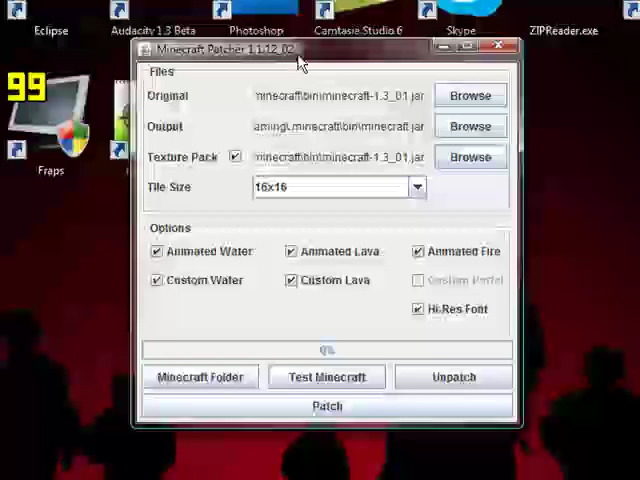 Eclipse
Audacity 1.3 Beta
Photoshop
Camtasia Studio 6
Skype
ZIPReader.exe
Minecraft Patcher 1.1.12_02
99
Files
Original
minecraft\bin\minecraft-1.3_01.jar
Browse
Output
aming\.minecraft\bin\minecraft-1.3_01.jar
Browse
Texture Pack
minecraft\bin\minecraft-1.3_01.jar
Browse
Fraps
Tile Size
16x16
Options
Animated Water
Animated Lava
Animated Fire
Custom Water
Custom Lava
Custom Portal
Hi-Res Font
0%
Minecraft Folder
Test Minecraft
Unpatch
Patch